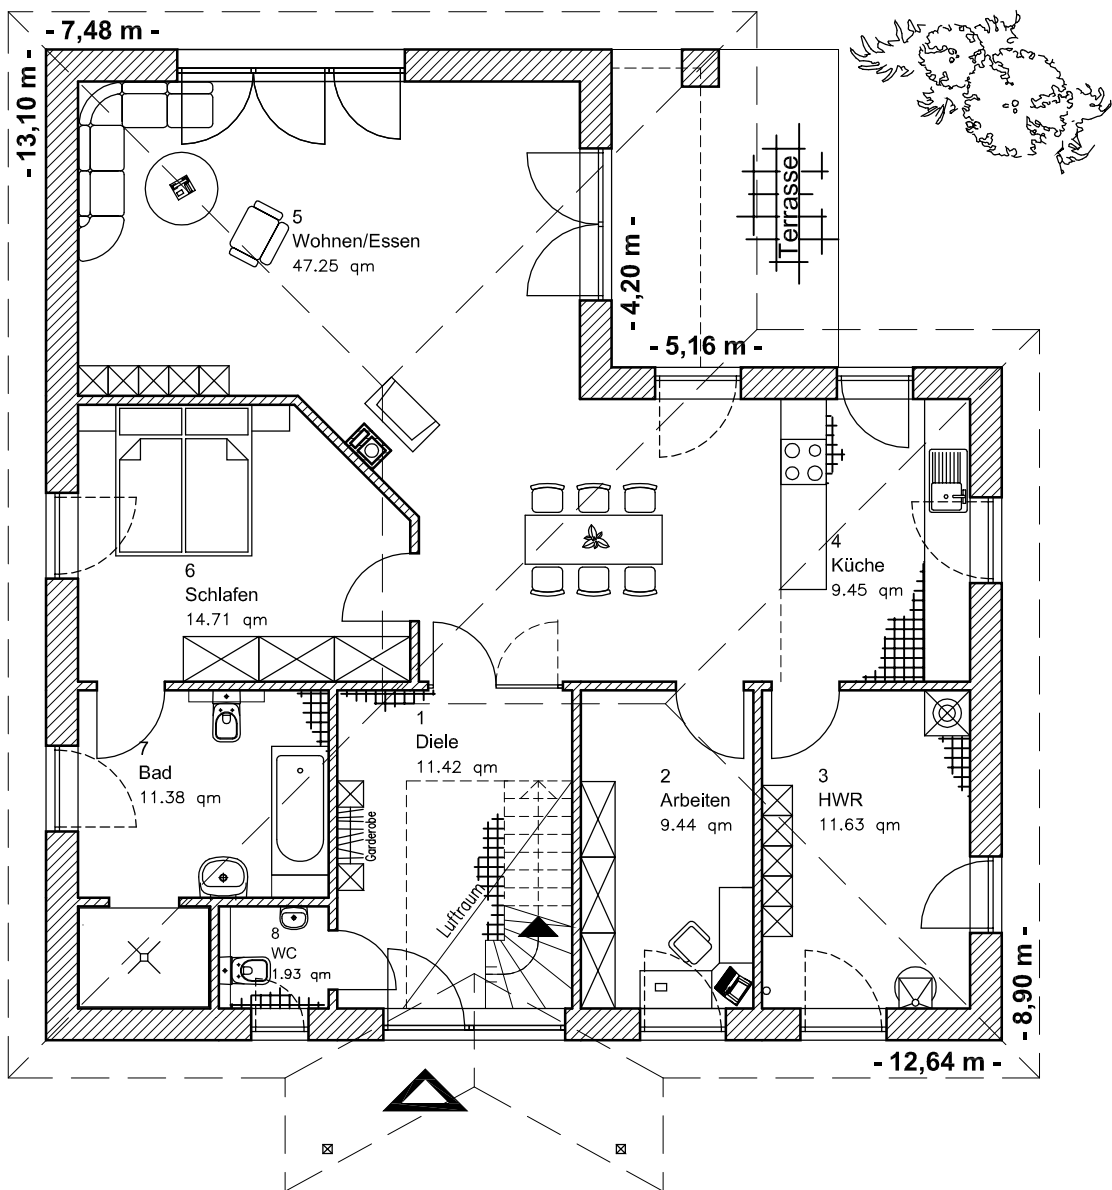 - 7,48 m -
- 13,10 m -
Terrasse
5
Wohnen/Essen
47.25 qm
- 4,20 m -
- 5,16 m -
4
Küche
9.45 qm
6
Schlafen
14.71 qm
1
Diele
11.42 qm
7
Bad
11.38 qm
2
Arbeiten
9.44 qm
3
HWR
11.63 qm
Garderobe
Luftraum
8
WC
1.93 qm
- 8,90 m -
- 12,64 m -